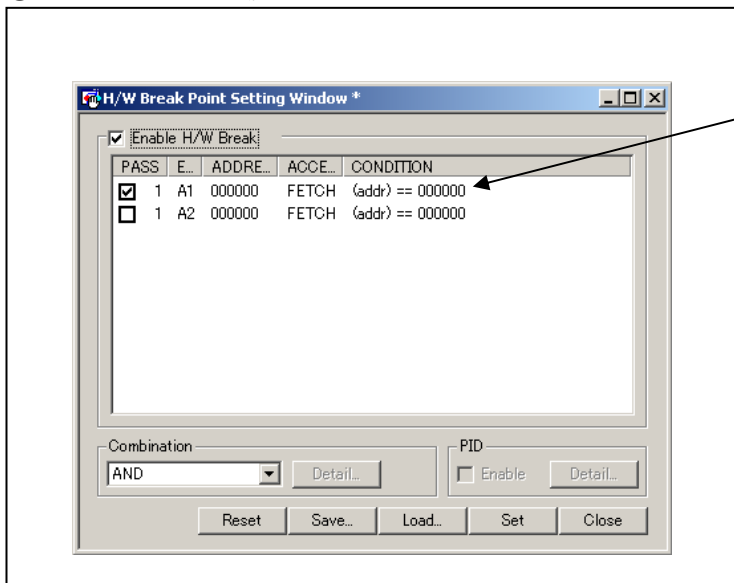 H/W Break Point Setting Window *
Enable H/W Break
PASS E... ADDRE... ACCE... CONDITION
1 A1 000000 FETCH (addr) == 000000
1 A2 000000 FETCH (addr) == 000000
Combination
PID
AND Detail... Enable Detail...
Reset Save... Load... Set Close